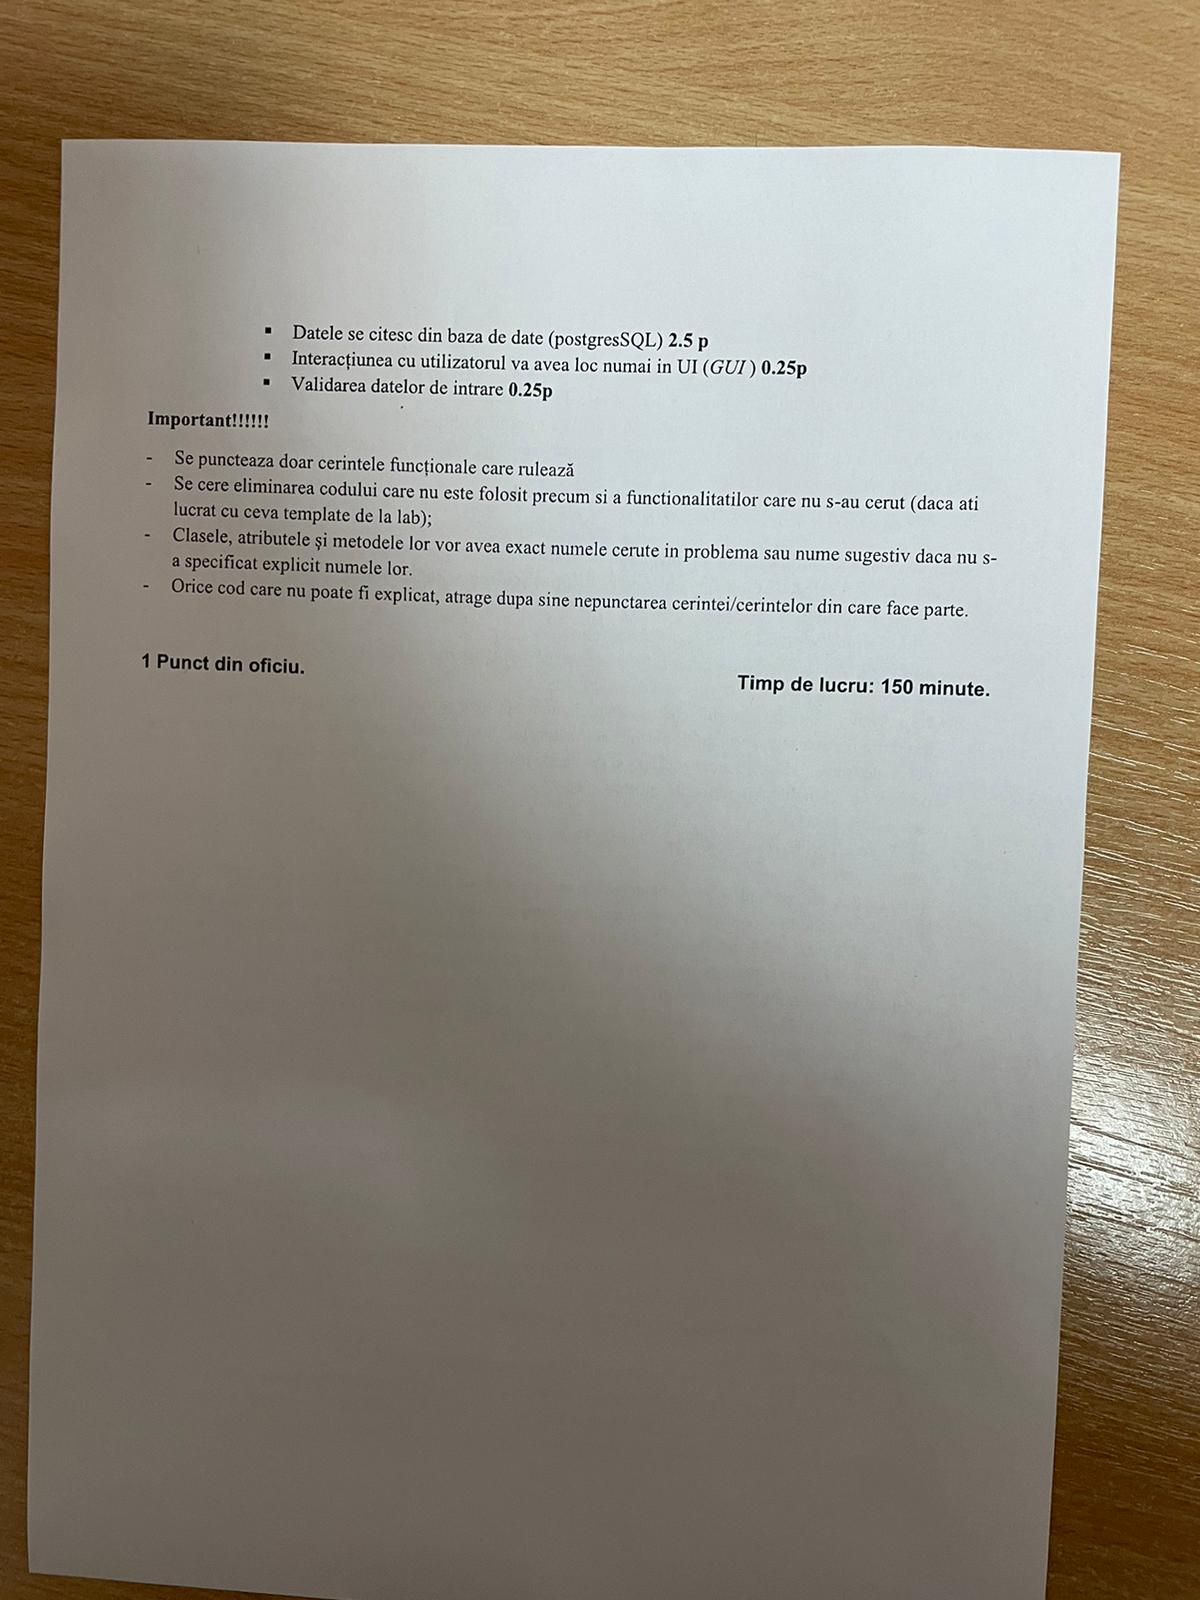 ▪ Datele se citesc din baza de date (postgresSQL) 2.5 p
▪ Interacțiunea cu utilizatorul va avea loc numai in UI (GUI ) 0.25p
▪ Validarea datelor de intrare 0.25p
Important!!!!!!
- Se puncteaza doar cerintele funcționale care rulează
- Se cere eliminarea codului care nu este folosit precum si a functionalitatilor care nu s-au cerut (daca ati
lucrat cu ceva template de la lab);
- Clasele, atributele și metodele lor vor avea exact numele cerute in problema sau nume sugestiv daca nu s-
a specificat explicit numele lor.
- Orice cod care nu poate fi explicat, atrage dupa sine nepunctarea cerintei/cerintelor din care face parte.
1 Punct din oficiu.
Timp de lucru: 150 minute.